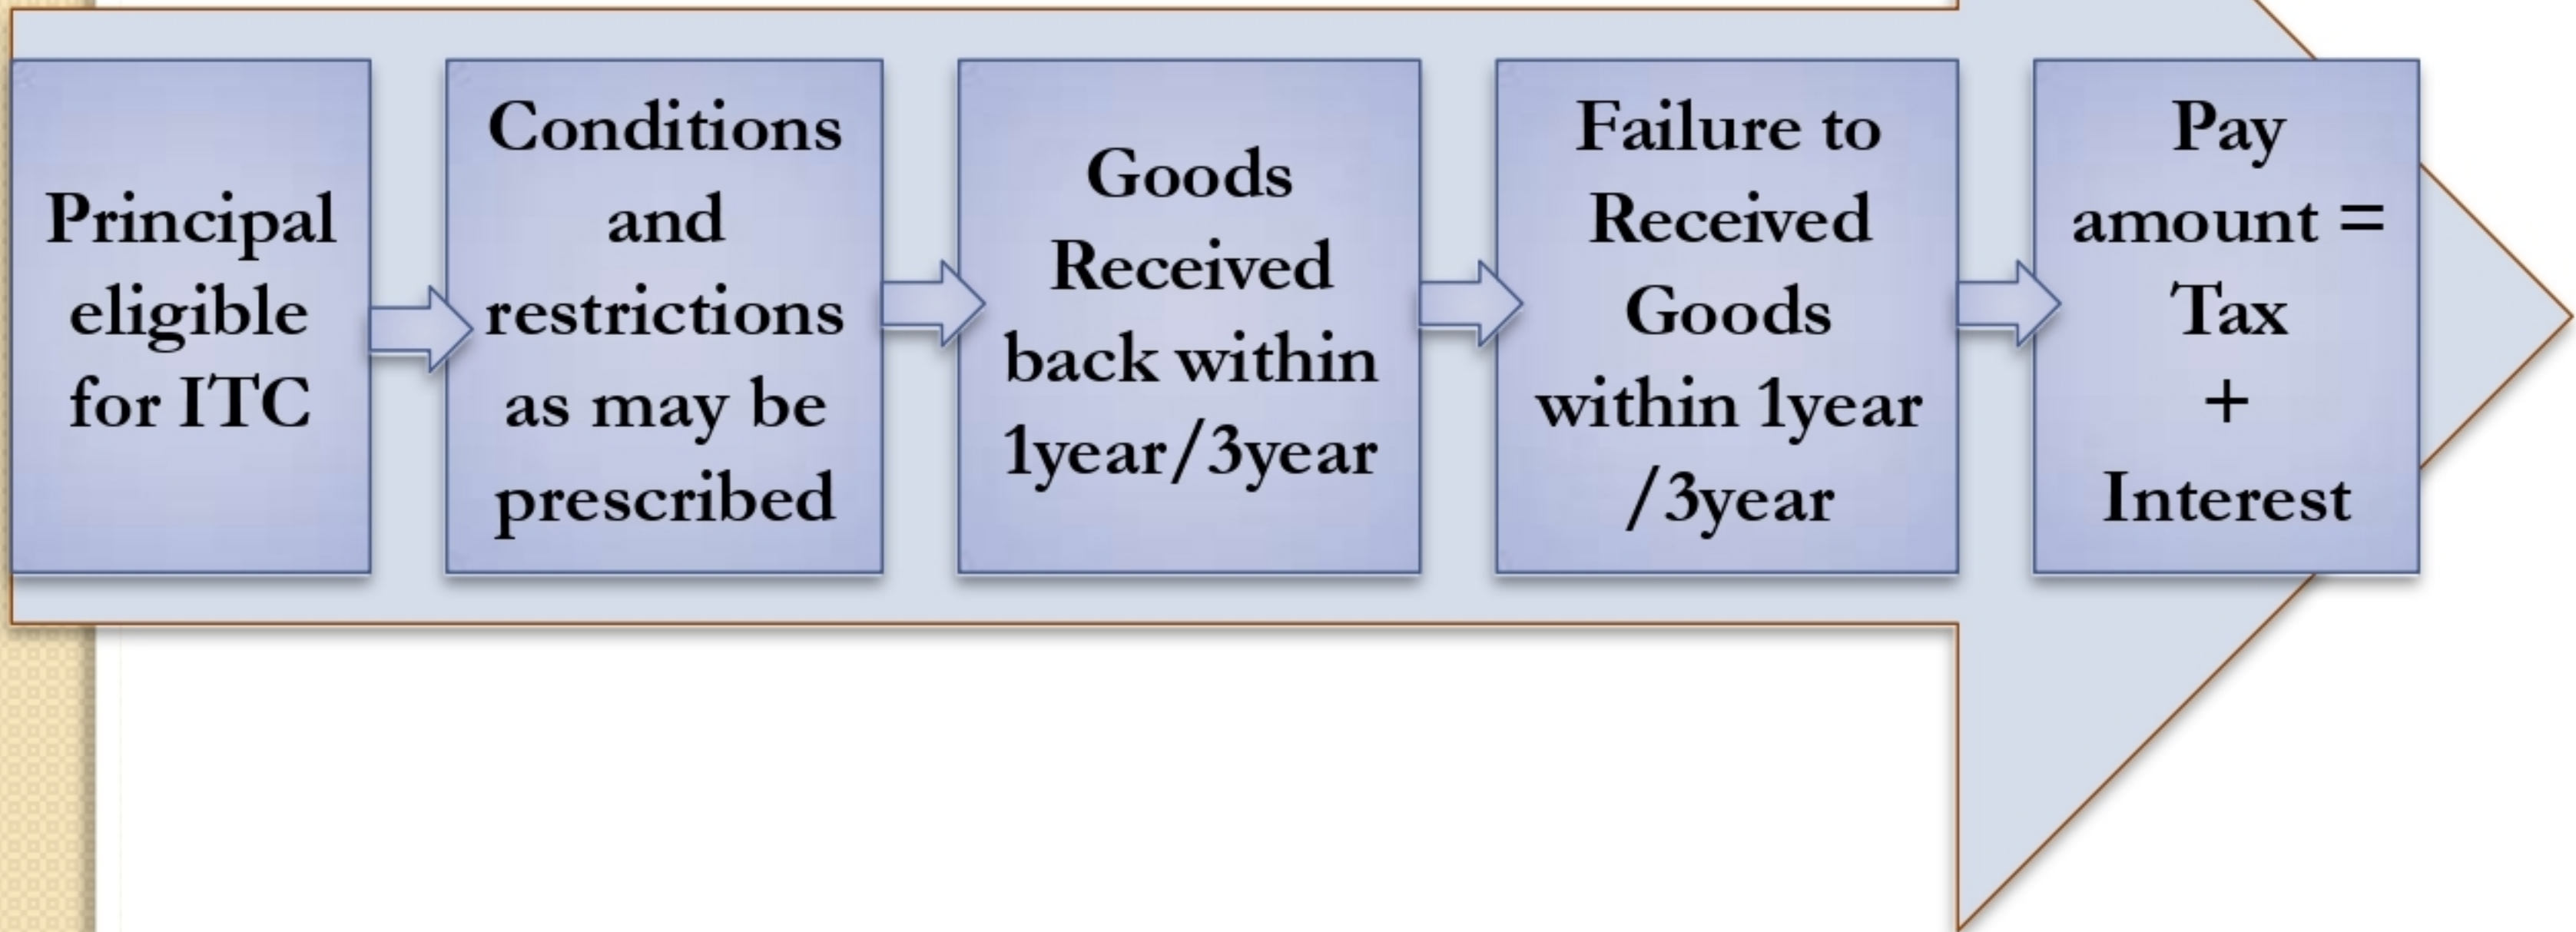 Principal
eligible
for ITC
Conditions
and
restrictions
as may be
prescribed
Goods
Received
back within
1year/3year
Failure to
Received
Goods
within 1year
/3year
Pay
amount =
Tax
+
Interest